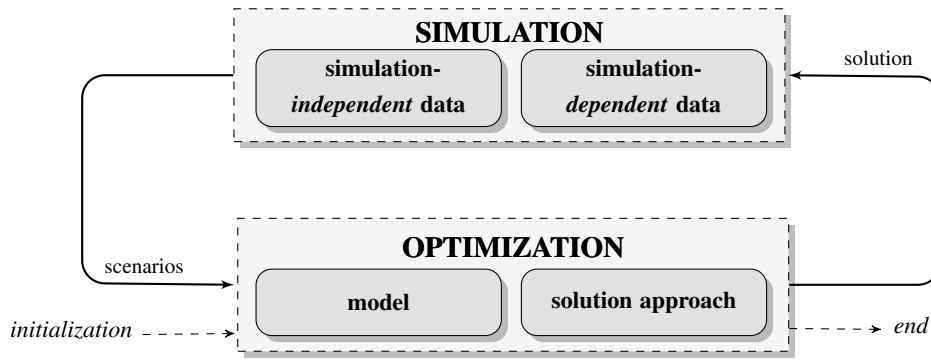 SIMULATION
simulation-
independent data
simulation-
dependent data
solution
scenarios
OPTIMIZATION
model
solution approach
initialization
end